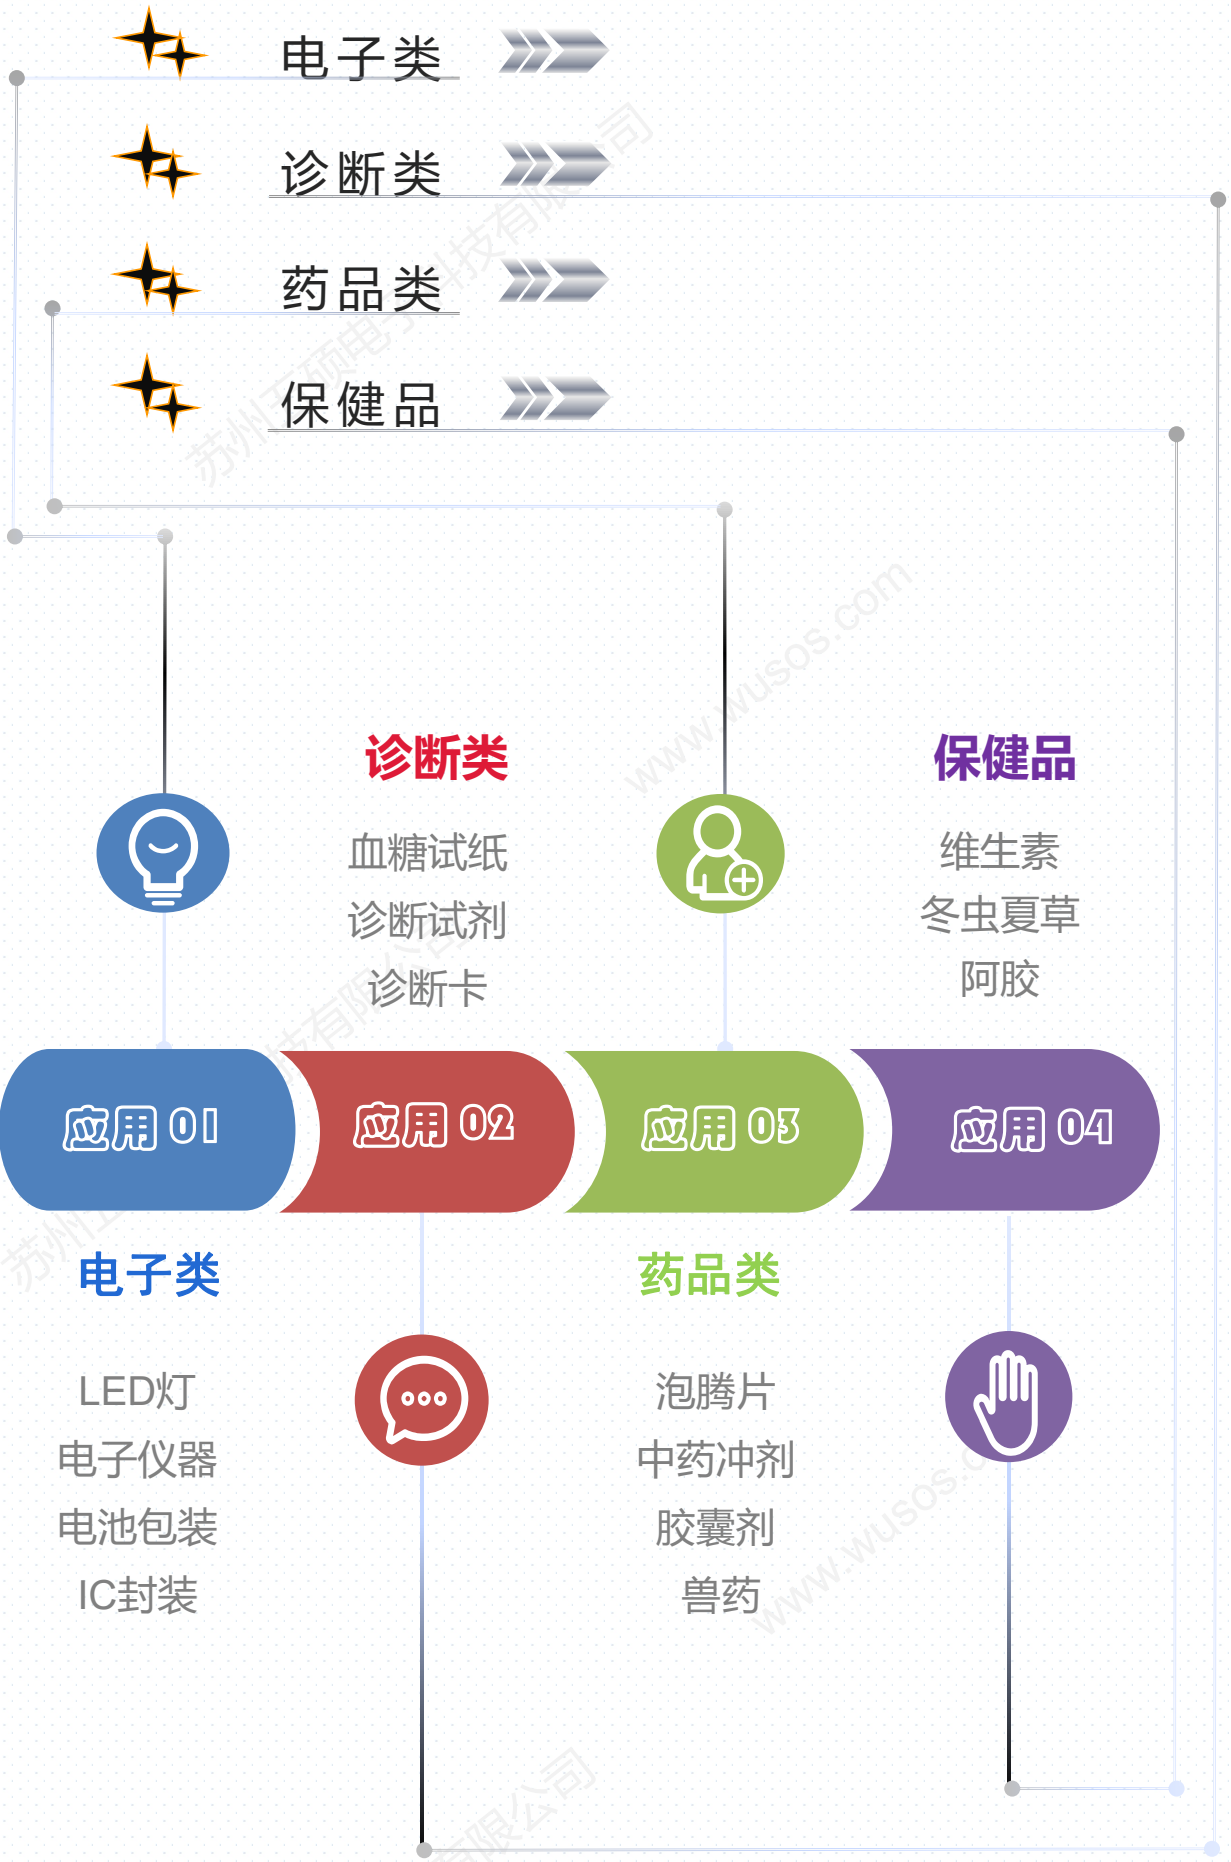 电子类
诊断类
药品类
保健品
诊断类
血糖试纸
诊断试剂
诊断卡
保健品
维生素
冬虫夏草
阿胶
应用 01
应用 02
应用 03
应用 04
电子类
LED灯
电子仪器
电池包装
IC封装
药品类
泡腾片
中药冲剂
胶囊剂
兽药
www.wusos.com